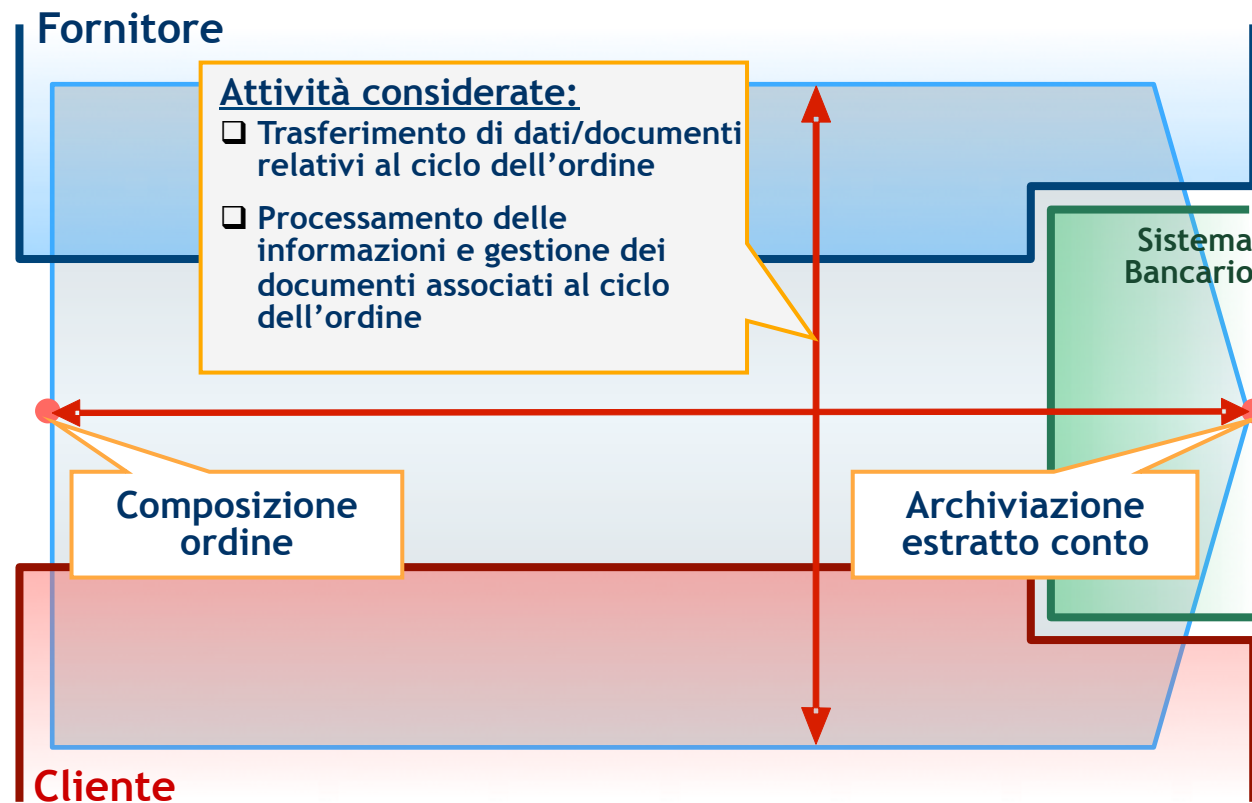 Fornitore
Attività considerate:
Trasferimento di dati/documenti
relativi al ciclo dell’ordine
Processamento delle
informazioni e gestione dei
documenti associati al ciclo
dell’ordine
Sistema
Bancario
Composizione
ordine
Archiviazione
estratto conto
Cliente